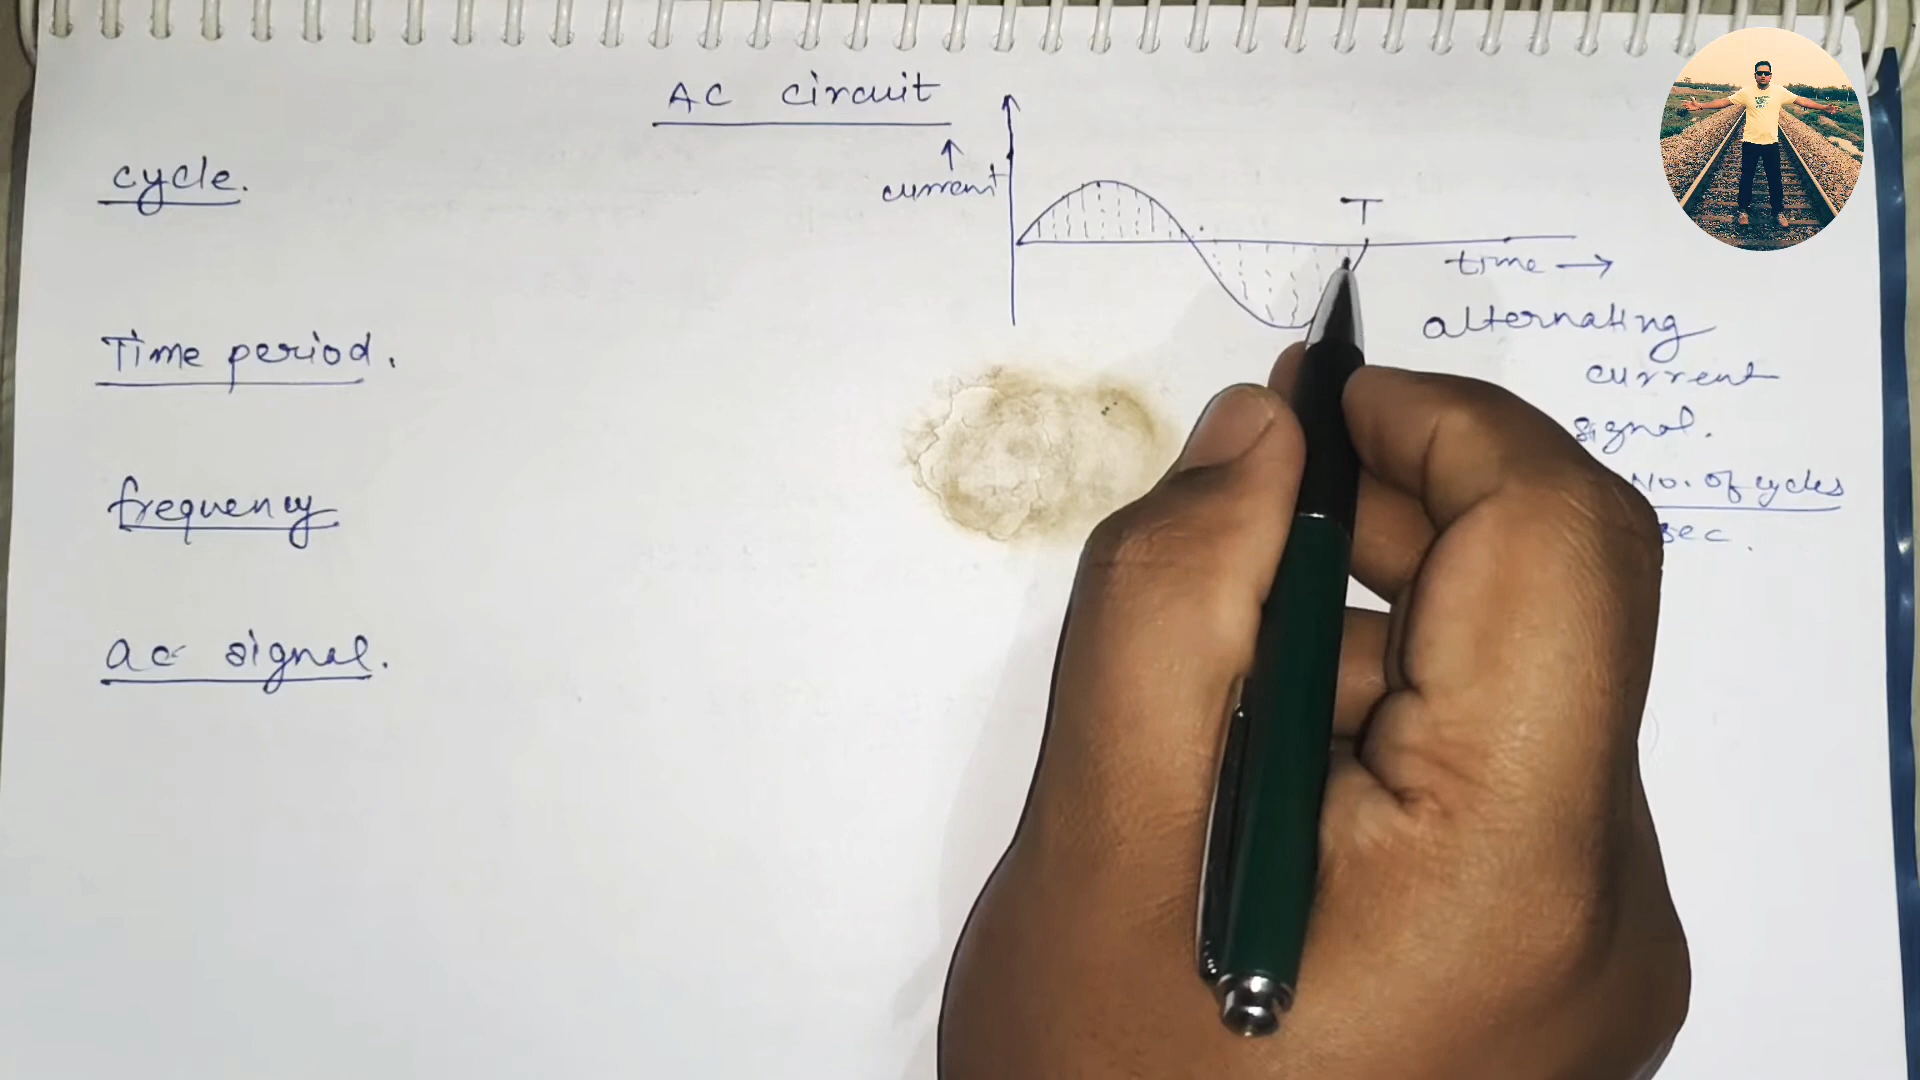 AC circuit
cycle.
current
T
time
alternating
current
signal.
Time period.
No. of cycles
sec.
frequency
ac signal.